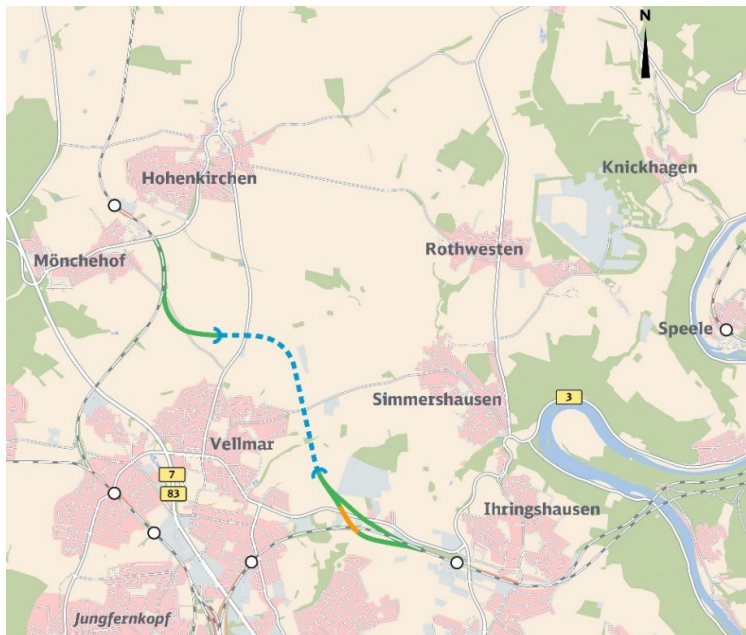 N
Knickhagen
Hohenkirchen
Rothwesten
Mönchehof
Speele
Simmershausen
3
Vellmar
7
83
Ihringshausen
Jungfernkopf